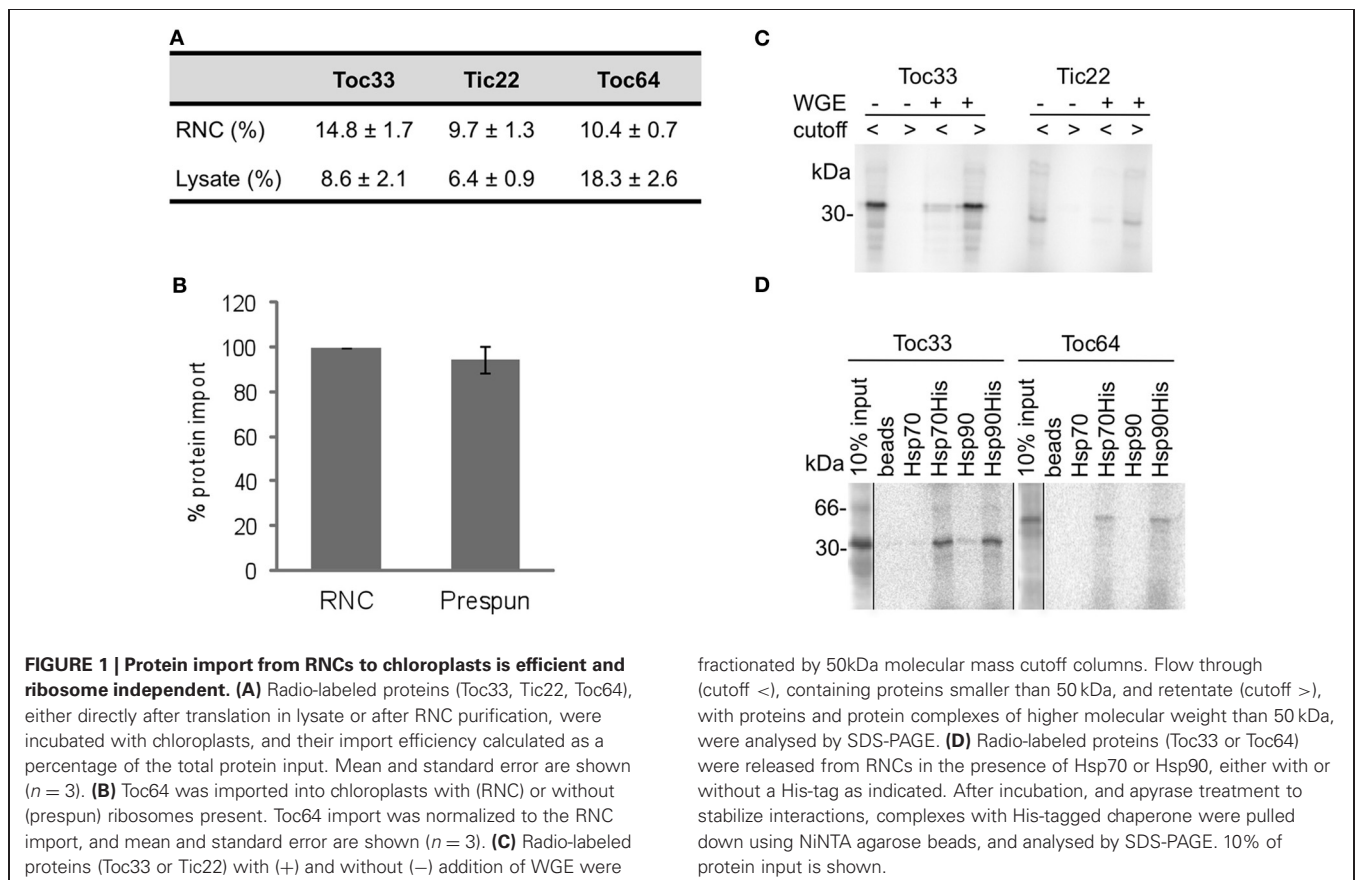 A
Toc33 Tic22 Toc64
RNC (%) 14.8 ± 1.7 9.7 ± 1.3 10.4 ± 0.7
Lysate (%) 8.6 ± 2.1 6.4 ± 0.9 18.3 ± 2.6
B
% protein import
120
100
80
60
40
20
0
RNC Prespun
C
Toc33 Tic22
WGE - - + + - - + +
cutoff < > < > < > < >
kDa
30-
D
Toc33 Toc64
10% input beads Hsp70 Hsp70His Hsp90 Hsp90His 10% input beads Hsp70 Hsp70His Hsp90 Hsp90His
kDa
66-
30-
FIGURE 1 | Protein import from RNCs to chloroplasts is efficient and
ribosome independent. (A) Radio-labeled proteins (Toc33, Tic22, Toc64),
either directly after translation in lysate or after RNC purification, were
incubated with chloroplasts, and their import efficiency calculated as a
percentage of the total protein input. Mean and standard error are shown
(n = 3). (B) Toc64 was imported into chloroplasts with (RNC) or without
(prespun) ribosomes present. Toc64 import was normalized to the RNC
import, and mean and standard error are shown (n = 3). (C) Radio-labeled
proteins (Toc33 or Tic22) with (+) and without (−) addition of WGE were
fractionated by 50kDa molecular mass cutoff columns. Flow through
(cutoff <), containing proteins smaller than 50 kDa, and retentate (cutoff >),
with proteins and protein complexes of higher molecular weight than 50 kDa,
were analysed by SDS-PAGE. (D) Radio-labeled proteins (Toc33 or Toc64)
were released from RNCs in the presence of Hsp70 or Hsp90, either with or
without a His-tag as indicated. After incubation, and apyrase treatment to
stabilize interactions, complexes with His-tagged chaperone were pulled
down using NiNTA agarose beads, and analysed by SDS-PAGE. 10% of
protein input is shown.